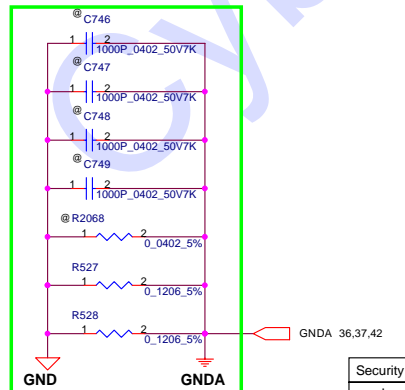 @ C746
1 2
1000P_0402_50V7K
@ C747
1 2
1000P_0402_50V7K
@ C748
1 2
1000P_0402_50V7K
@ C749
1 2
1000P_0402_50V7K
@ R2068
1 2
0_0402_5%
R527
1 2
0_1206_5%
R528
1 2
0_1206_5%
GNDA 36,37,42
GND GNDA
Security